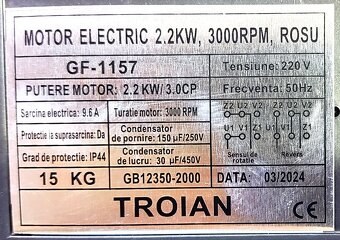 MOTOR ELECTRIC 2.2KW, 3000RPM, ROSU
GF-1157
Tensiune: 220 V
PUTERE MOTOR: 2.2 KW/ 3.0CP
Frecventa: 50Hz
Sarcina electrica: 9.6 A
Turatie motor: 3000 RPM
Z2 U2 V2
U1 V1 Z1
Z2 U2 V2
U1 V1 Z1
Protectie la suprasarcina: Da
Condensator
de pornire: 150 µF/250V
Grad de protectie: IP44
Condensator
de lucru: 30 µF/450V
Sensul de
rotatie
Revers
15 KG
GB12350-2000
DATA: 03/2024
TROIAN
CE